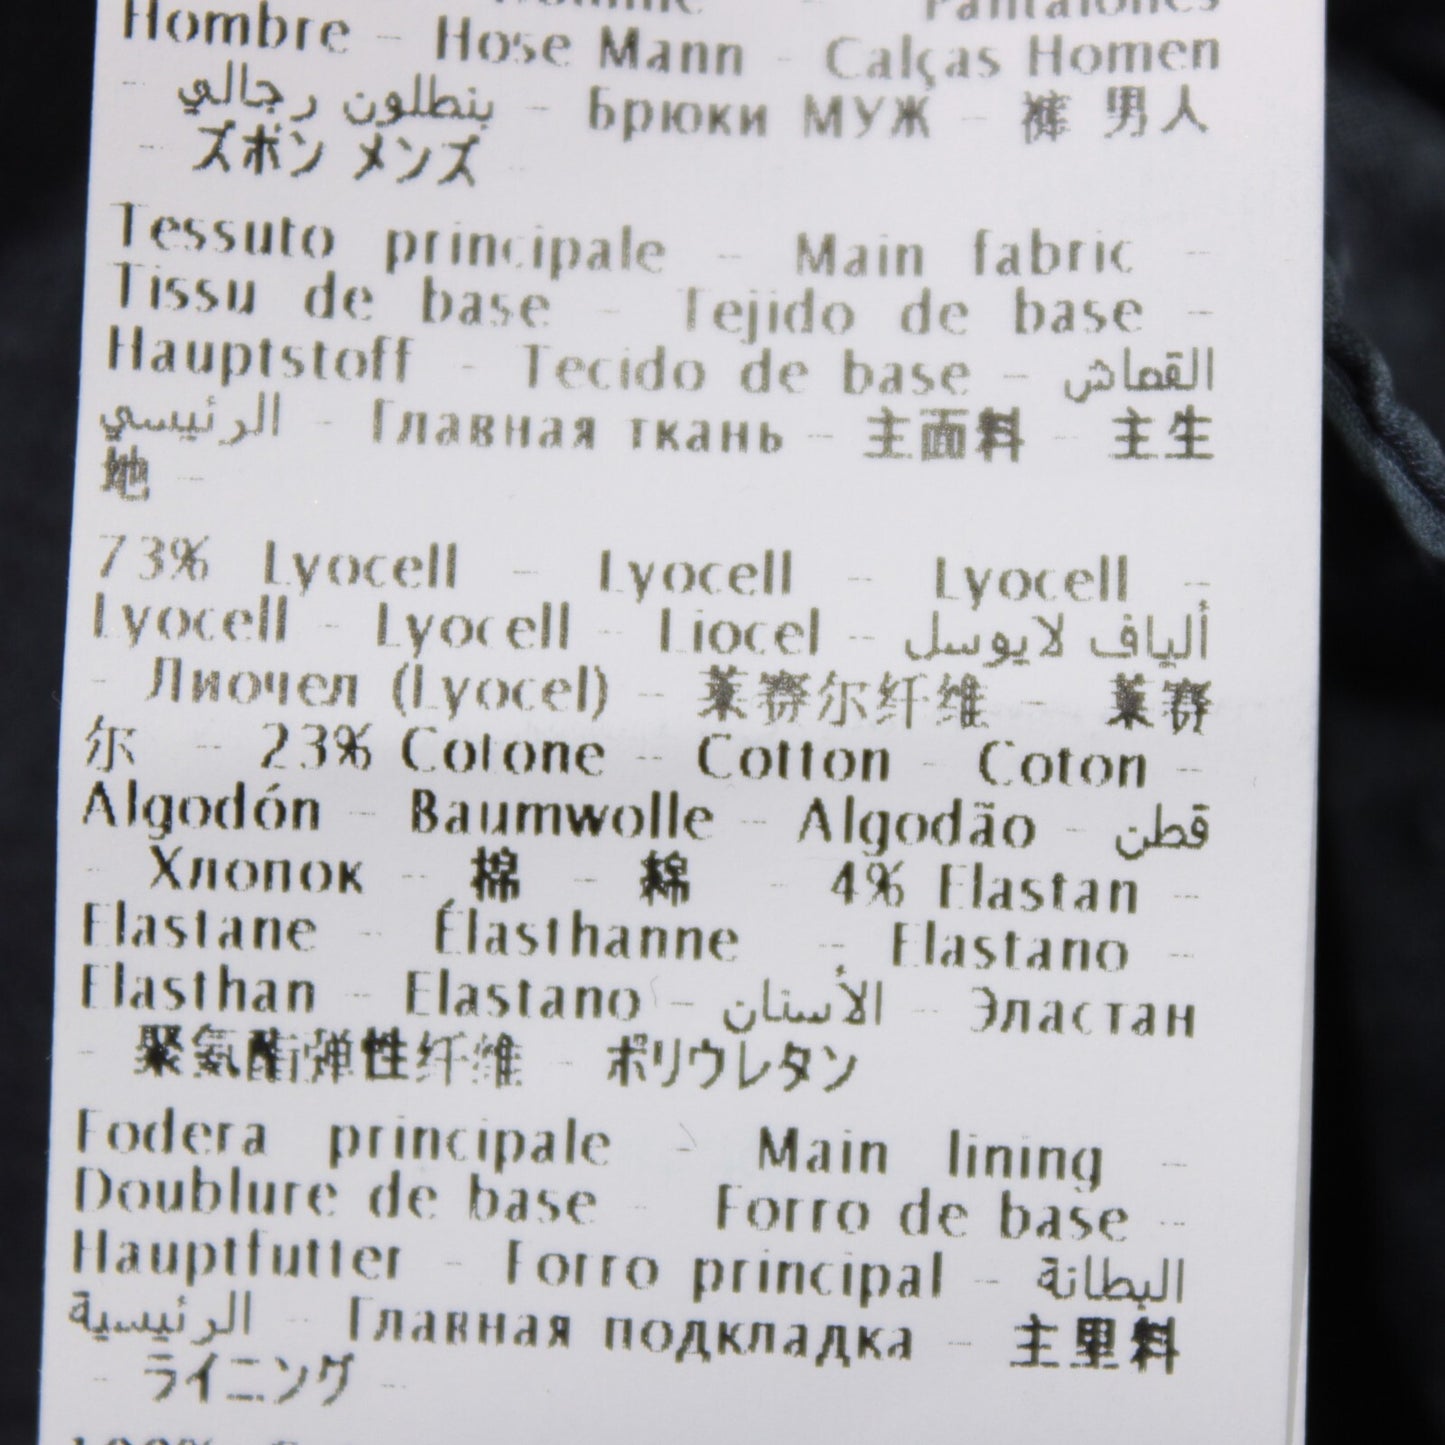 Homme - Pantalones
Hombre - Hose Mann - Calças Homen
- بنطلون رجالي - Брюки МУЖ - 裤 男人
- ズボン メンズ
Tessuto principale - Main fabric -
Tissu de base - Tejido de base -
Hauptstoff - Tecido de base - القماش
الرئيسي - Главная ткань - 主面料 - 主生
地 -
73% Lyocell - Lyocell - Lyocell -
Lyocell - Lyocell - Liocel - ألياف لايوسل
- Лиочел (Lyocel) - 莱赛尔纤维 - 莱赛
尔 - 23% Cotone - Cotton - Coton -
Algodón - Baumwolle - Algodão - قطن
- Хлопок - 棉 - 綿 - 4% Elastan -
Elastane - Élasthanne - Elastano -
Elasthan - Elastano - الأستان - Эластан
- 聚氨酯弹性纤维 - ポリウレタン
Fodera principale - Main lining -
Doublure de base - Forro de base -
Hauptfutter - Forro principal - البطانة
الرئيسية - Главная подкладка - 主里料
- ライニング -
100%